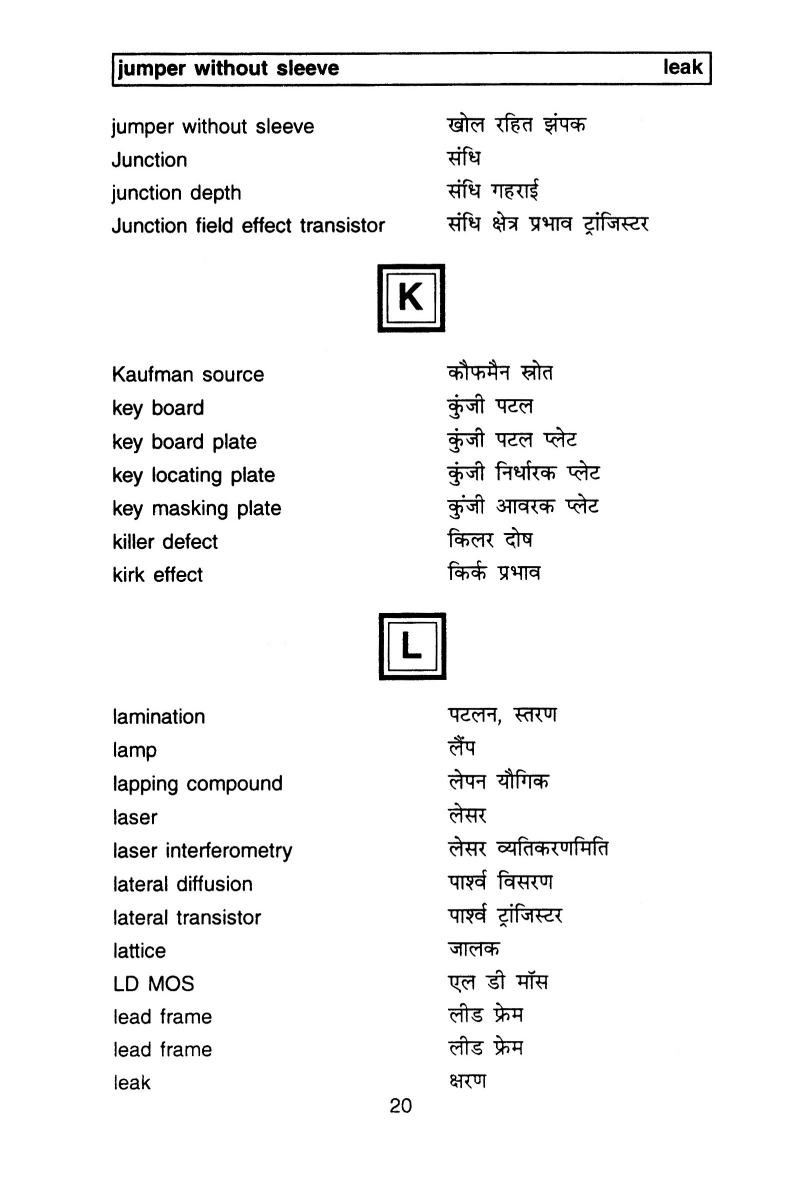 jumper without sleeve leak
jumper without sleeve खोल रहित झंपक
Junction संधि
junction depth संधि गहराई
Junction field effect transistor संधि क्षेत्र प्रभाव ट्रांजिस्टर
K
Kaufman source कौफमैन स्रोत
key board कुंजी पटल
key board plate कुंजी पटल प्लेट
key locating plate कुंजी निर्धारक प्लेट
key masking plate कुंजी आवरक प्लेट
killer defect किलर दोष
kirk effect किर्क प्रभाव
L
lamination पटलन, स्तरण
lamp लैंप
lapping compound लेपन यौगिक
laser लेसर
laser interferometry लेसर व्यतिकरणमिति
lateral diffusion पार्श्व विसरण
lateral transistor पार्श्व ट्रांजिस्टर
lattice जालक
LD MOS एल डी मॉस
lead frame लीड फ्रेम
lead frame लीड फ्रेम
leak क्षरण
20